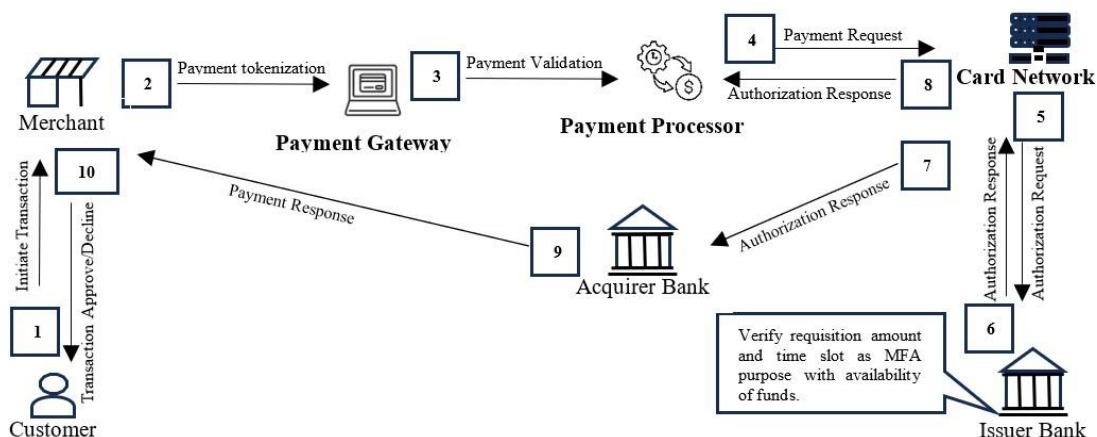 4
Payment Request
2
Payment tokenization
3
Payment Validation
8
Authorization Response
Card Network
Merchant
Payment Gateway
Payment Processor
5
10
7
Payment Response
Authorization Response
Authorization Response
Authorization Request
Initiate Transaction
Transaction Approve/Decline
9
Acquirer Bank
1
6
Verify requisition amount
and time slot as MFA
purpose with availability
of funds.
Customer
Issuer Bank